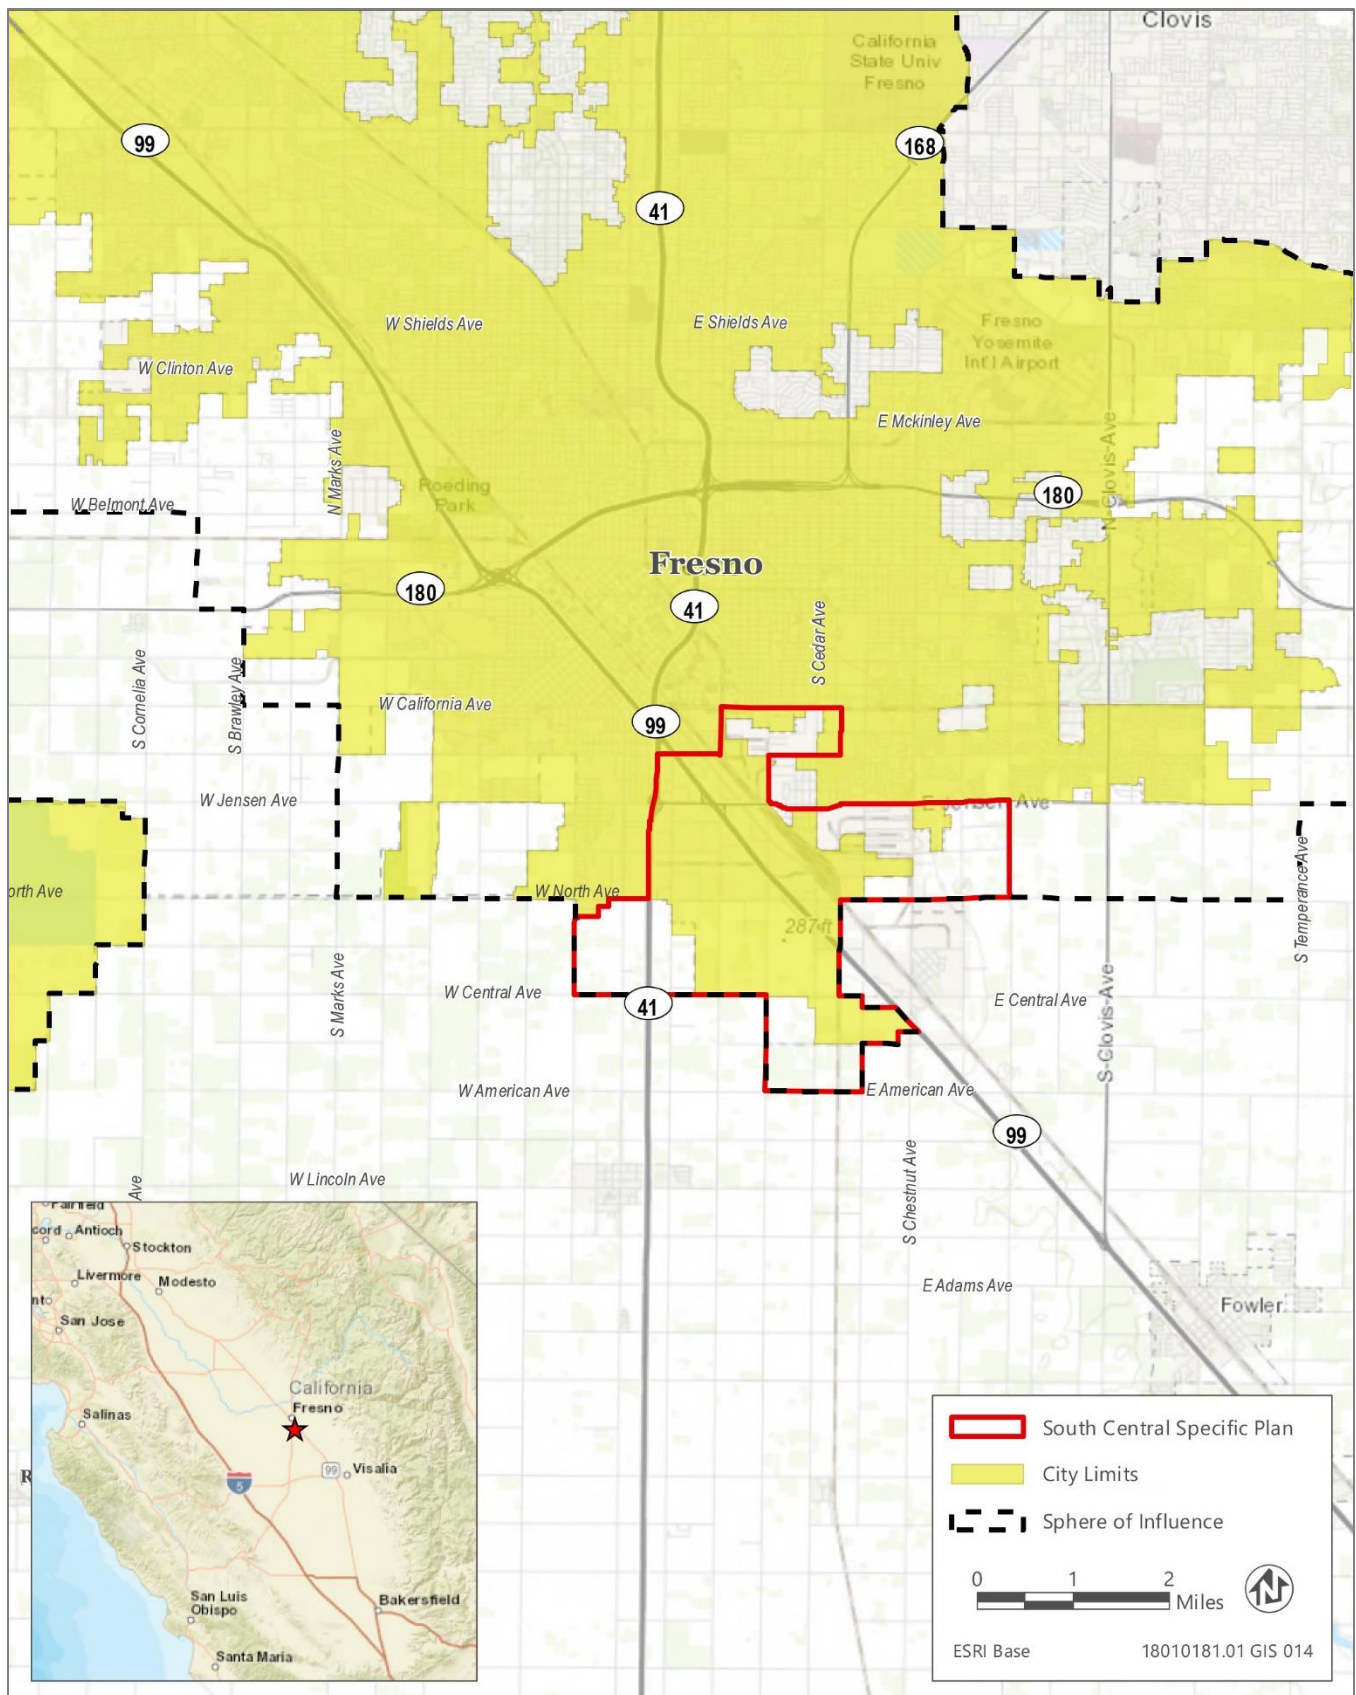 Clovis
California
State Univ
Fresno
99
168
41
W Shields Ave
E Shields Ave
Fresno
Yosemite
Int'l Airport
W Clinton Ave
E Mckinley Ave
N Marks Ave
Roeding
Park
W Belmont Ave
180
N-Clovis-Ave
Fresno
180
41
S Cedar Ave
S Cornelia Ave
S Brawley Ave
W California Ave
99
W Jensen Ave
E Jensen Ave
orth Ave
W North Ave
S Temperance Ave
287 ft
S Marks Ave
W Central Ave
41
E Central Ave
S-Clovis-Ave
W American Ave
E American Ave
99
S Chestnut Ave
W Lincoln Ave
Ave
E Adams Ave
Fowler
Fairfield
cord
Antioch
Stockton
Livermore
Modesto
nt
San Jose
California
Fresno
Salinas
99
Visalia
5
R
San Luis
Obispo
Bakersfield
Santa Maria
South Central Specific Plan
City Limits
Sphere of Influence
0 1 2
Miles
N
ESRI Base
18010181.01 GIS 014